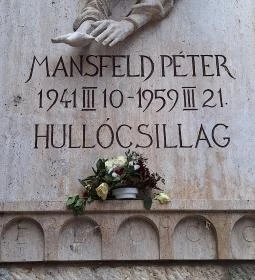 MANSFELD PÉTER
1941 III 10-1959 III 21.
HULLÓCSILLAG